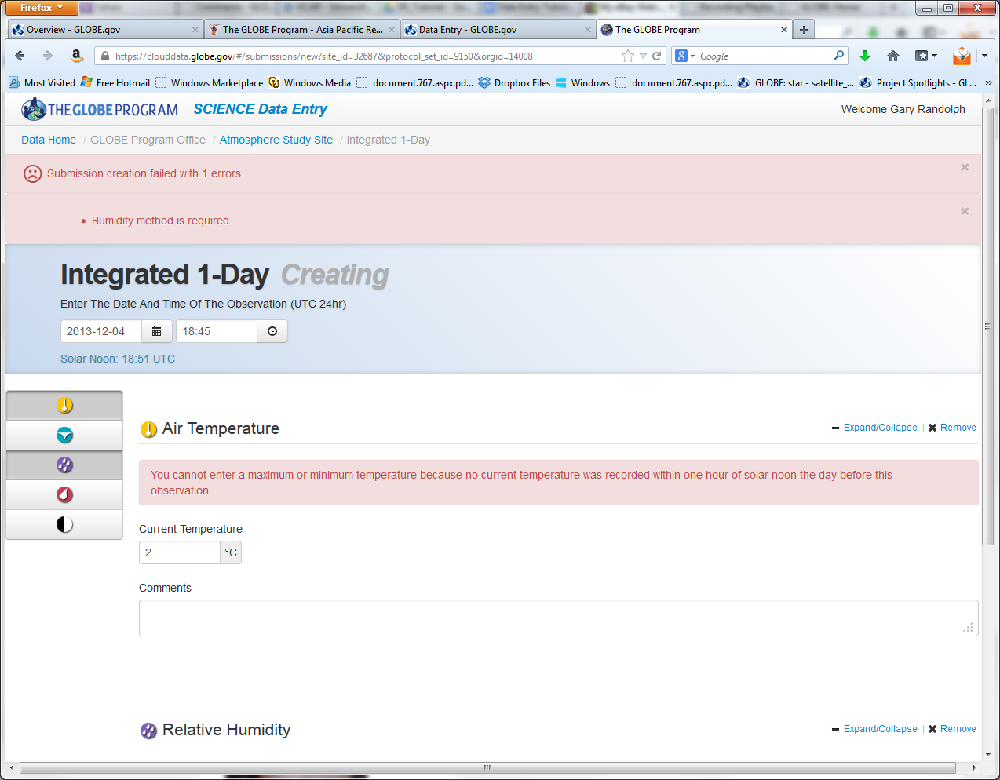 Firefox
Overview - GLOBE.gov
The GLOBE Program - Asia Pacific Re...
Data Entry - GLOBE.gov
The GLOBE Program
https://clouddata.globe.gov/#/submissions/new?site_id=32687&protocol_set_id=9150&orgid=14008
Google
Most Visited
Free Hotmail
Windows Marketplace
Windows Media
document.767.aspx.pd...
Dropbox Files
Windows
document.767.aspx.pd...
GLOBE: star - satellite_...
Project Spotlights - GL...
»
THE GLOBE PROGRAM
SCIENCE Data Entry
Welcome Gary Randolph
Data Home / GLOBE Program Office / Atmosphere Study Site / Integrated 1-Day
Submission creation failed with 1 errors.
• Humidity method is required.
Integrated 1-Day Creating
Enter The Date And Time Of The Observation (UTC 24hr)
2013-12-04
18:45
Solar Noon: 18:51 UTC
Air Temperature
Expand/Collapse | Remove
You cannot enter a maximum or minimum temperature because no current temperature was recorded within one hour of solar noon the day before this
observation.
Current Temperature
2 °C
Comments
Relative Humidity
Expand/Collapse | Remove